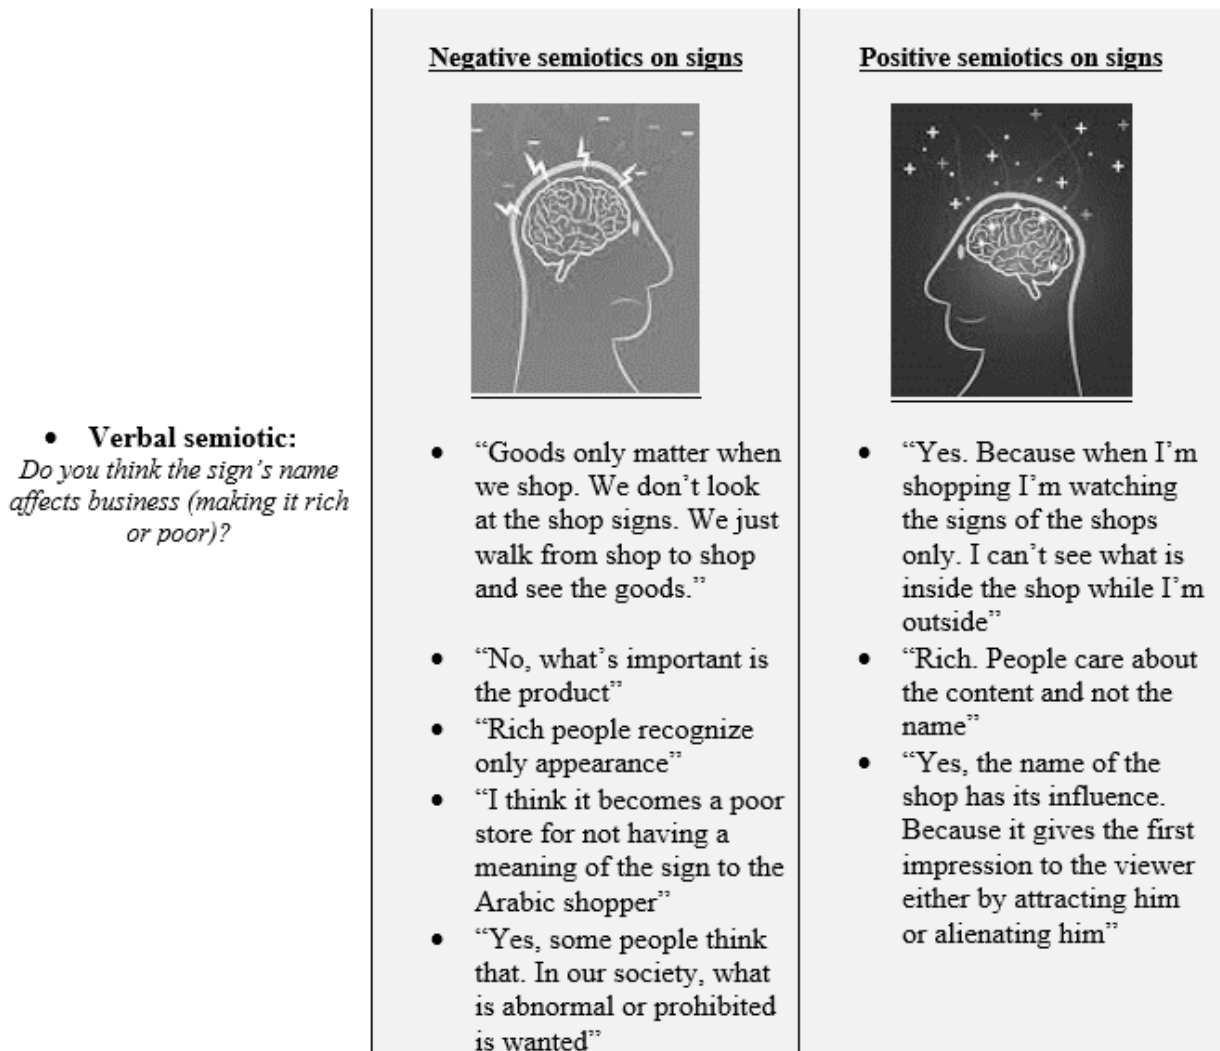 Negative semiotics on signs
Positive semiotics on signs
• Verbal semiotic:
Do you think the sign’s name
affects business (making it rich
or poor)?
• “Goods only matter when
we shop. We don’t look
at the shop signs. We just
walk from shop to shop
and see the goods.”
• “No, what’s important is
the product”
• “Rich people recognize
only appearance”
• “I think it becomes a poor
store for not having a
meaning of the sign to the
Arabic shopper”
• “Yes, some people think
that. In our society, what
is abnormal or prohibited
is wanted”
• “Yes. Because when I’m
shopping I’m watching
the signs of the shops
only. I can’t see what is
inside the shop while I’m
outside”
• “Rich. People care about
the content and not the
name”
• “Yes, the name of the
shop has its influence.
Because it gives the first
impression to the viewer
either by attracting him
or alienating him”